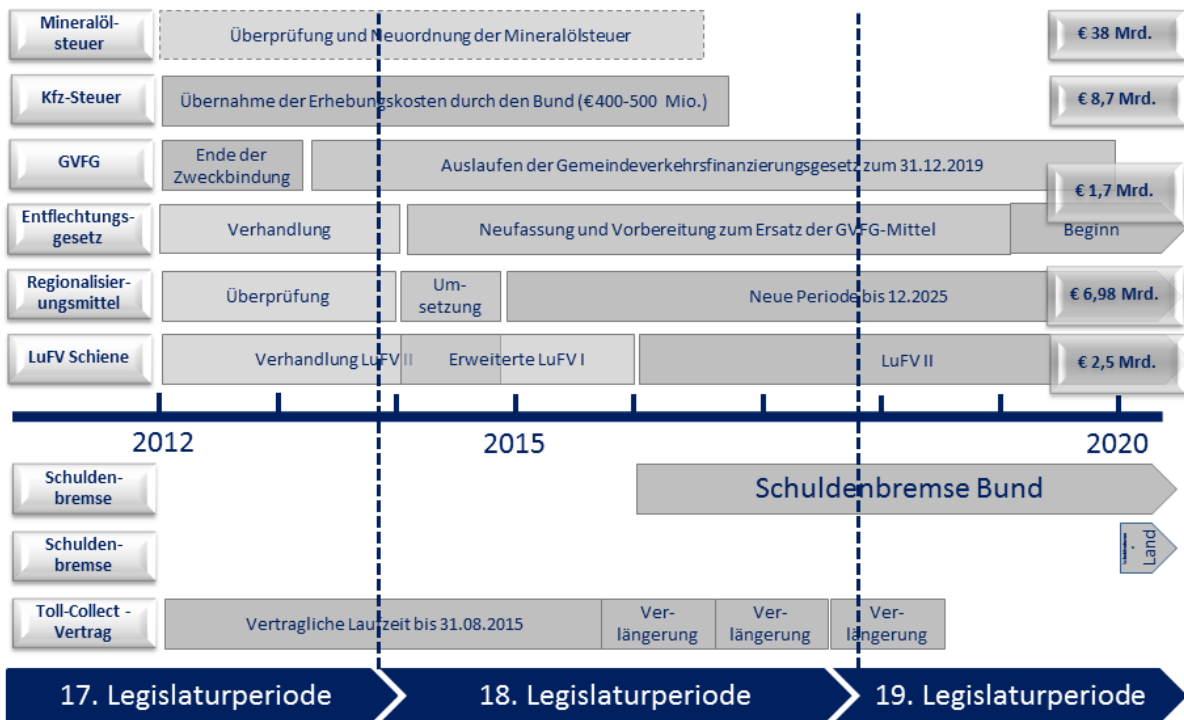 Mineralöl-
steuer
Überprüfung und Neuordnung der Mineralölsteuer
€ 38 Mrd.
Kfz-Steuer
Übernahme der Erhebungskosten durch den Bund (€400-500 Mio.)
€ 8,7 Mrd.
GVFG
Ende der
Zweckbindung
Auslaufen der Gemeindeverkehrsfinanzierungsgesetz zum 31.12.2019
€ 1,7 Mrd.
Entflechtungs-
gesetz
Verhandlung
Neufassung und Vorbereitung zum Ersatz der GVFG-Mittel
Beginn
Regionalisier-
ungsmittel
Überprüfung
Um-
setzung
Neue Periode bis 12.2025
€ 6,98 Mrd.
LuFV Schiene
Verhandlung LuFV II
Erweiterte LuFV I
LuFV II
€ 2,5 Mrd.
2012
2015
2020
Schulden-
bremse
Schuldenbremse Bund
Schulden-
bremse
Land
Toll-Collect -
Vertrag
Vertragliche Laufzeit bis 31.08.2015
Ver-
längerung
Ver-
längerung
Ver-
längerung
17. Legislaturperiode
18. Legislaturperiode
19. Legislaturperiode